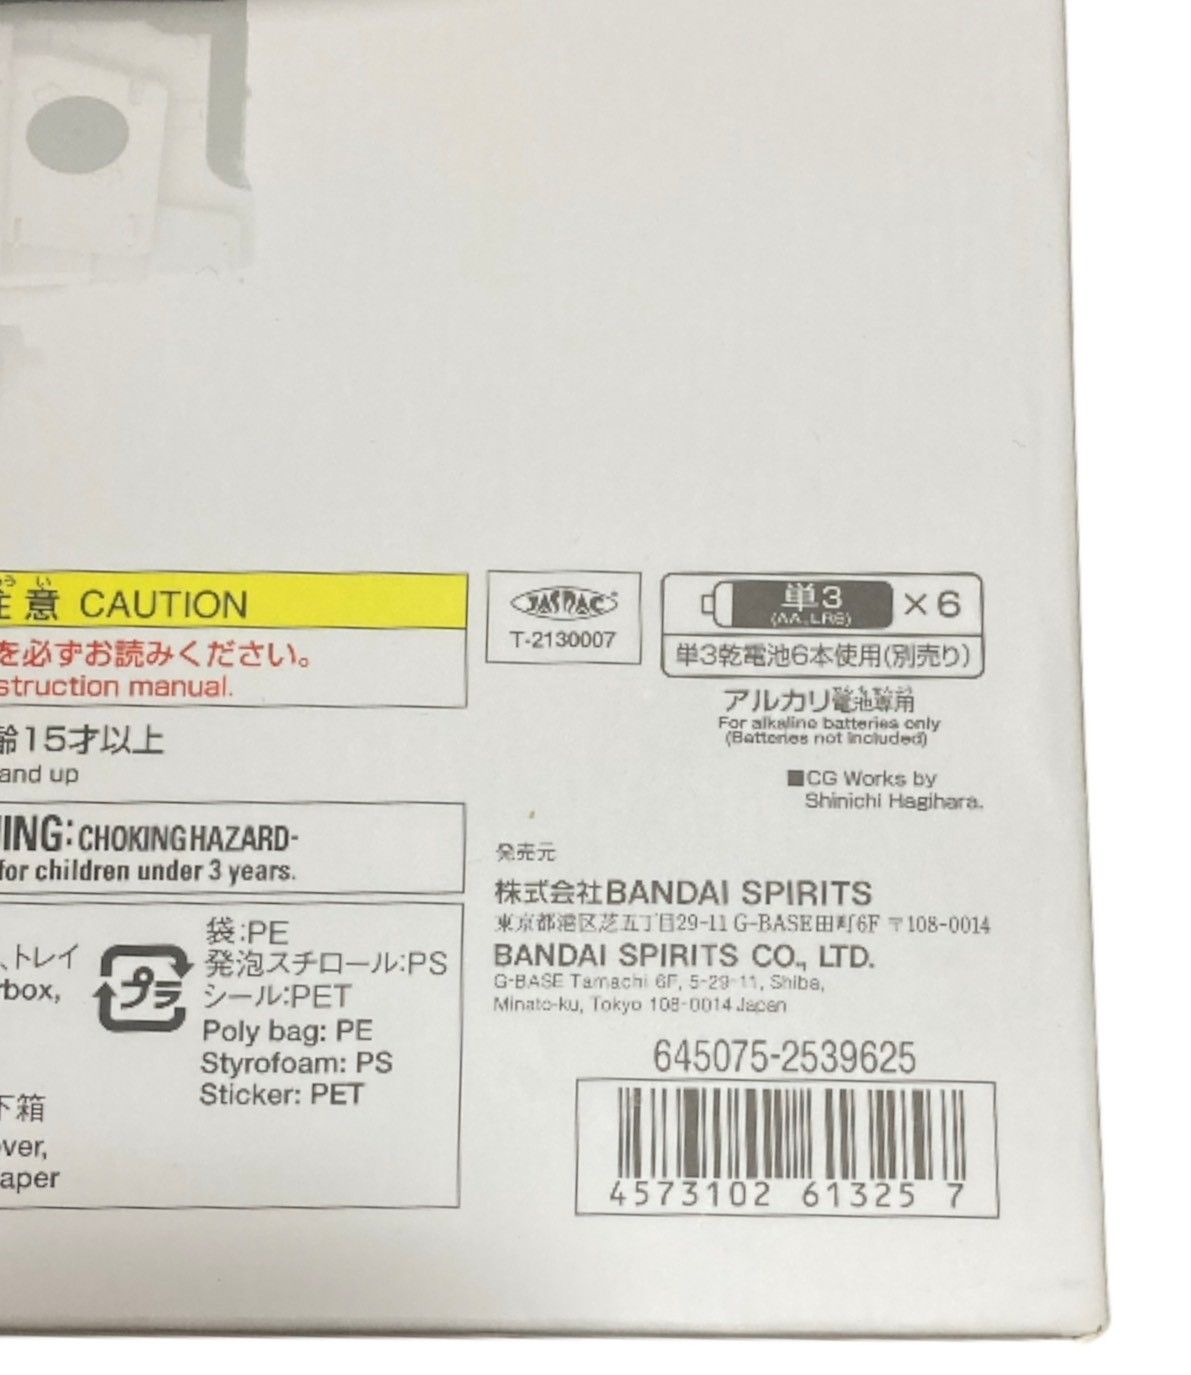 注意 CAUTION
を必ずお読みください。
struction manual.
齢15才以上
and up
ING: CHOKING HAZARD-
for children under 3 years.
、トレイ
rbox,
下箱
over,
aper
プラ
袋:PE
発泡スチロール:PS
シール:PET
Poly bag: PE
Styrofoam: PS
Sticker: PET
T-2130007
単3
(AA, LR6)
×6
単3乾電池6本使用(別売り)
アルカリ電池専用
For alkaline batteries only
(Batteries not included)
■CG Works by
Shinichi Hagihara.
発売元
株式会社BANDAI SPIRITS
東京都港区芝五丁目29-11 G-BASE田町6F 〒108-0014
BANDAI SPIRITS CO., LTD.
G-BASE Tamachi 6F, 5-29-11, Shiba,
Minato-ku, Tokyo 108-0014 Japan
645075-2539625
4573102 61325 7